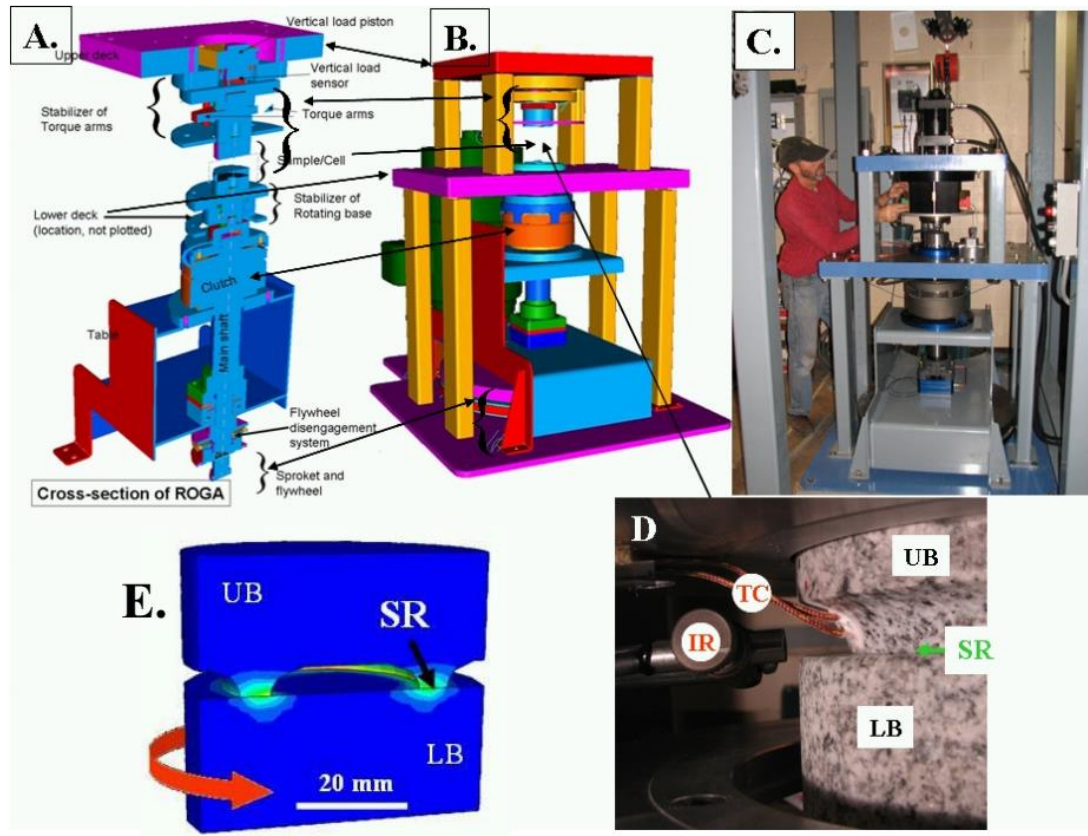 A.
Vertical load piston
Upper deck
Vertical load
sensor
Stabilizer of
Torque arms
Torque arms
Sample/Cell
Stabilizer of
Rotating base
Lower deck
(location, not plotted)
Clutch
Main shaft
Table
Flywheel
disengagement
system
Sproket and
flywheel
Cross-section of ROGA
B.
C.
D
UB
TC
IR
SR
LB
E.
UB
SR
LB
20 mm